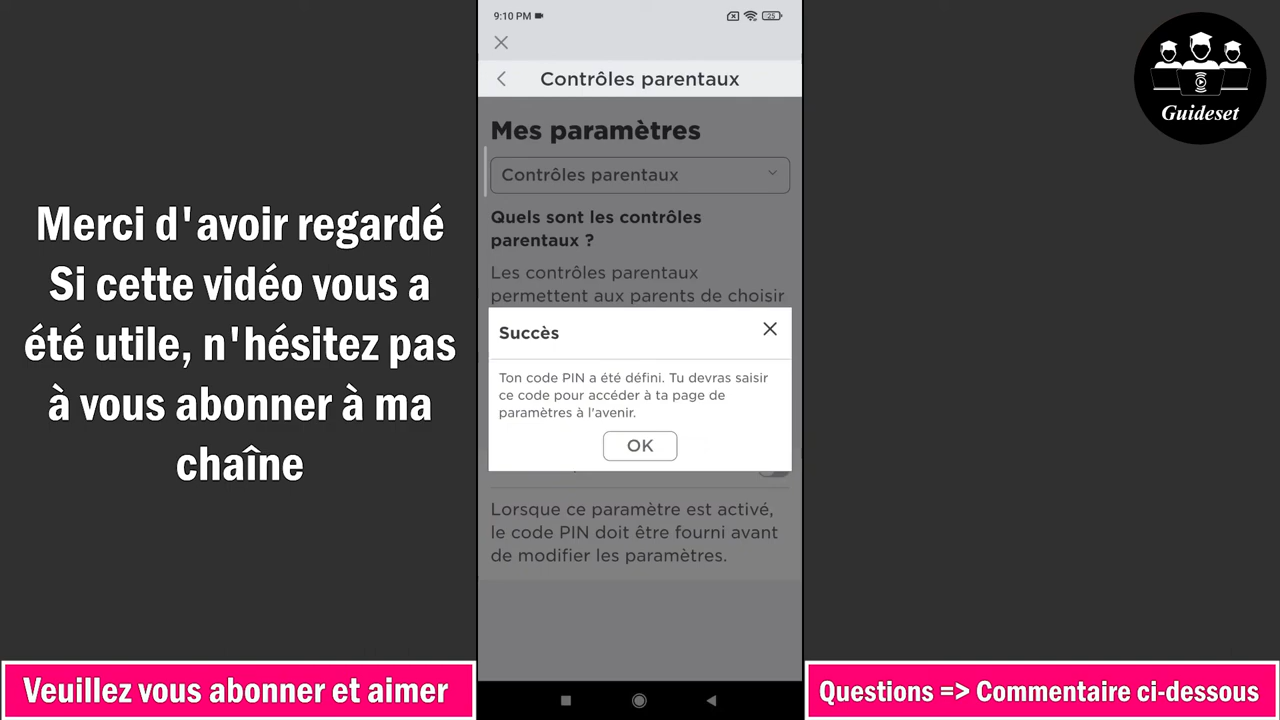 9:10 PM
25
Contrôles parentaux
Mes paramètres
Contrôles parentaux
Quels sont les contrôles
parentaux ?
Les contrôles parentaux
permettent aux parents de choisir
Succès
Ton code PIN a été défini. Tu devras saisir
ce code pour accéder à ta page de
paramètres à l'avenir.
OK
Lorsque ce paramètre est activé,
le code PIN doit être fourni avant
de modifier les paramètres.
Merci d'avoir regardé
Si cette vidéo vous a
été utile, n'hésitez pas
à vous abonner à ma
chaîne
Veuillez vous abonner et aimer
Guideset
Questions => Commentaire ci-dessous